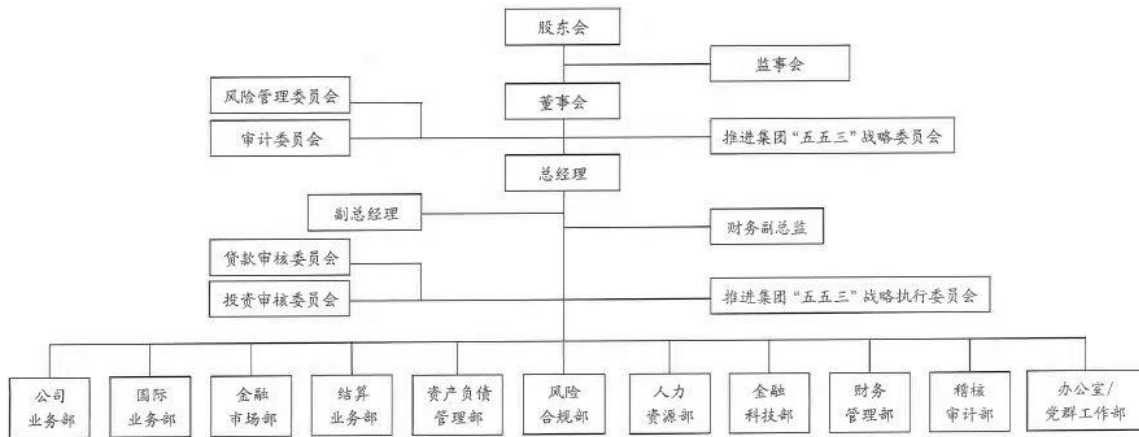 股东会
监事会
风险管理委员会
董事会
审计委员会
推进集团“五五三”战略委员会
总经理
副总经理
财务副总监
贷款审核委员会
投资审核委员会
推进集团“五五三”战略执行委员会
公司
业务部
国际
业务部
金融
市场部
结算
业务部
资产负债
管理部
风险
合规部
人力
资源部
金融
科技部
财务
管理部
稽核
审计部
办公室/
党群工作部